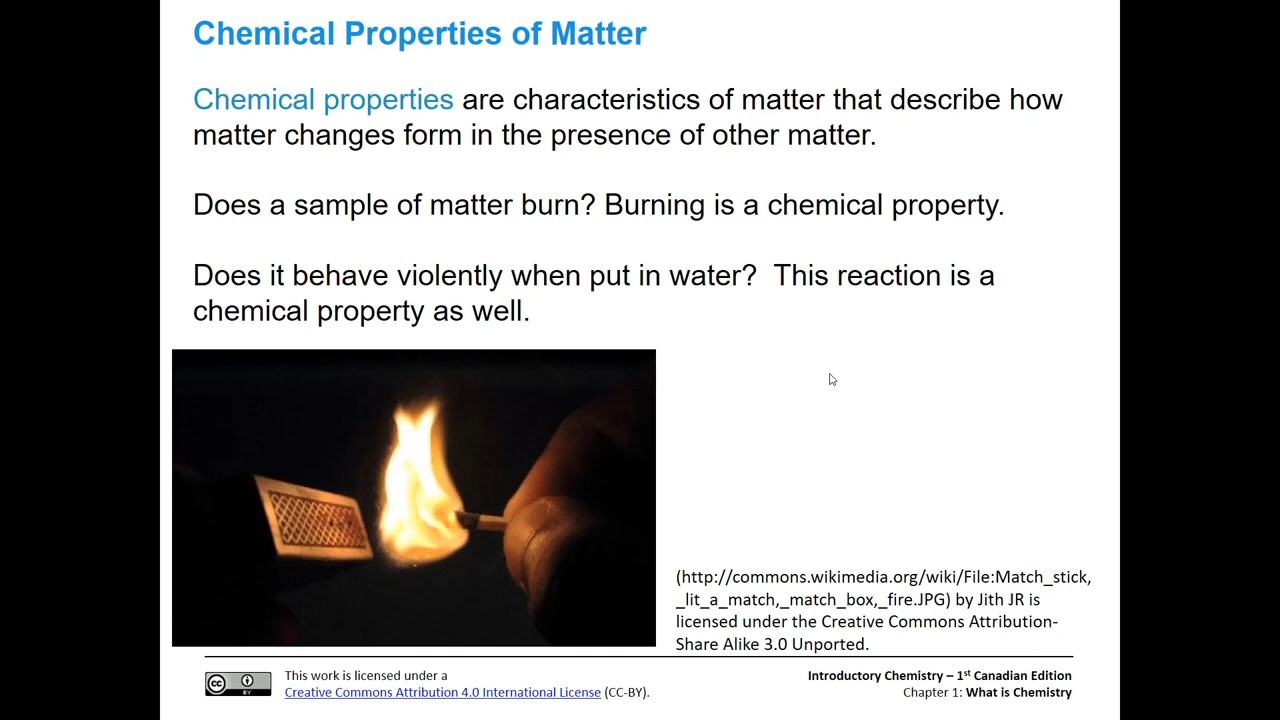 Chemical Properties of Matter
Chemical properties are characteristics of matter that describe how
matter changes form in the presence of other matter.
Does a sample of matter burn? Burning is a chemical property.
Does it behave violently when put in water?  This reaction is a
chemical property as well.
(http://commons.wikimedia.org/wiki/File:Match_stick,
_lit_a_match,_match_box,_fire.JPG) by Jith JR is
licensed under the Creative Commons Attribution-
Share Alike 3.0 Unported.
cc BY
This work is licensed under a
Creative Commons Attribution 4.0 International License (CC-BY).
Introductory Chemistry – 1st Canadian Edition
Chapter 1: What is Chemistry